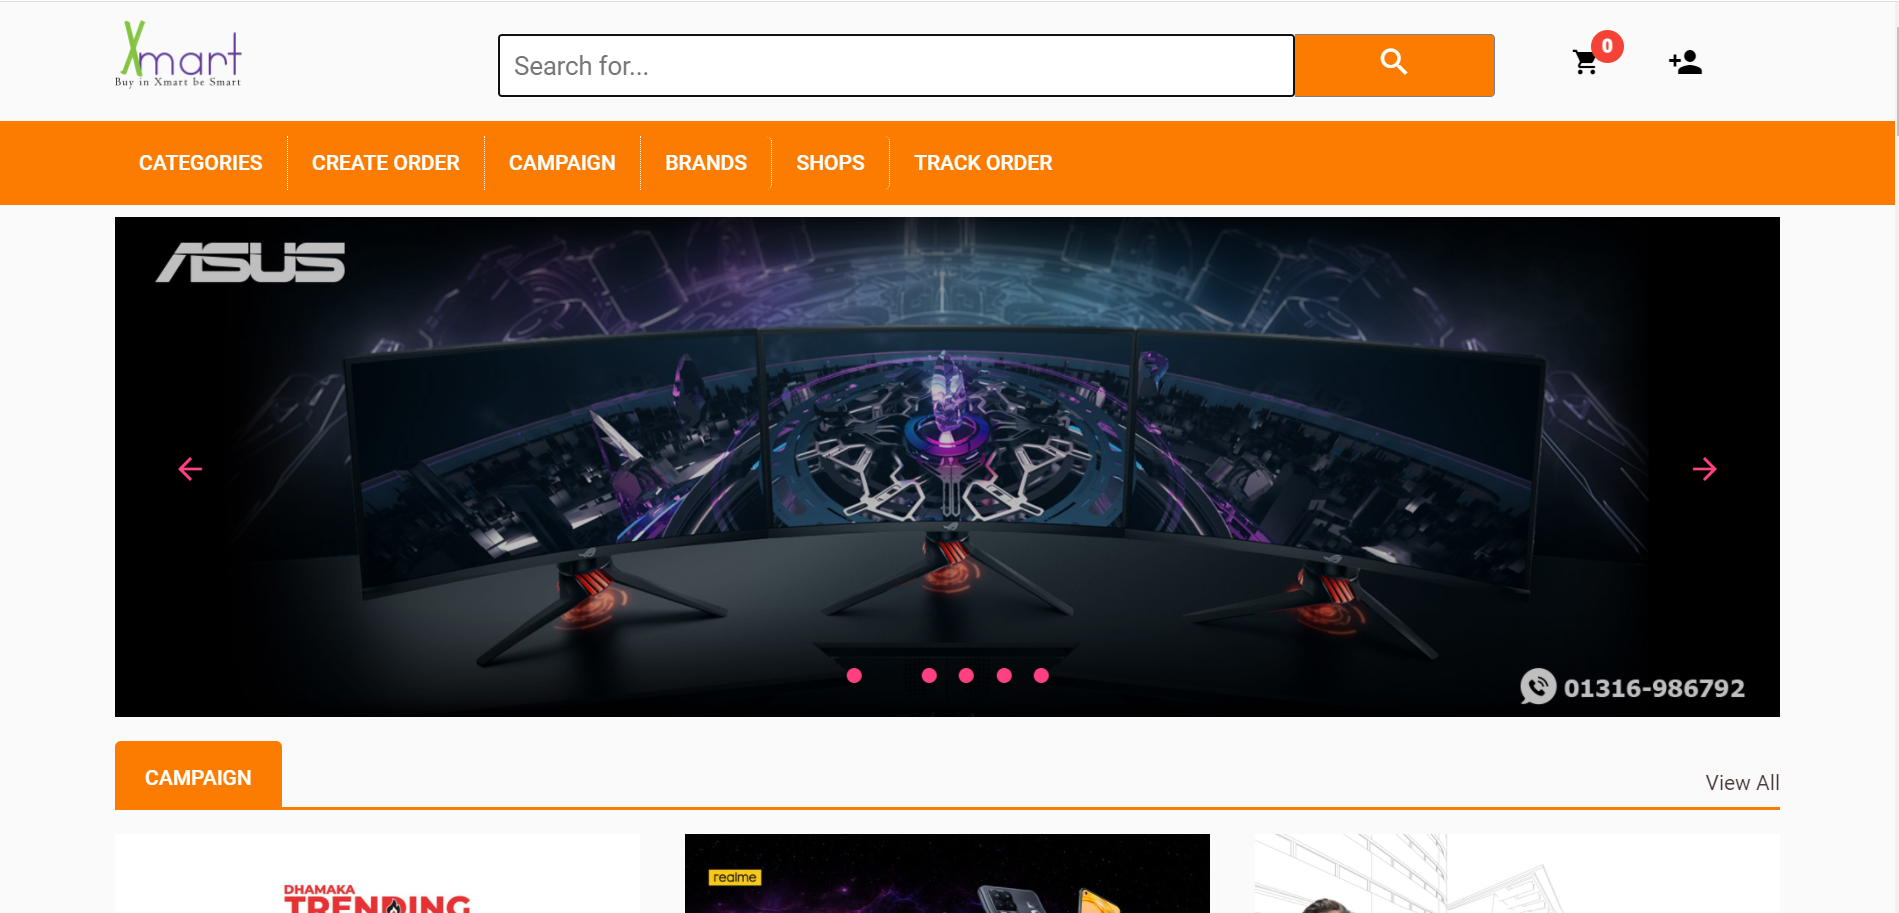 Xmart
Buy in Xmart be Smart
Search for...
0
CATEGORIES
CREATE ORDER
CAMPAIGN
BRANDS
SHOPS
TRACK ORDER
ASUS
01316-986792
CAMPAIGN
View All
DHAMAKA
TRENDING
realme